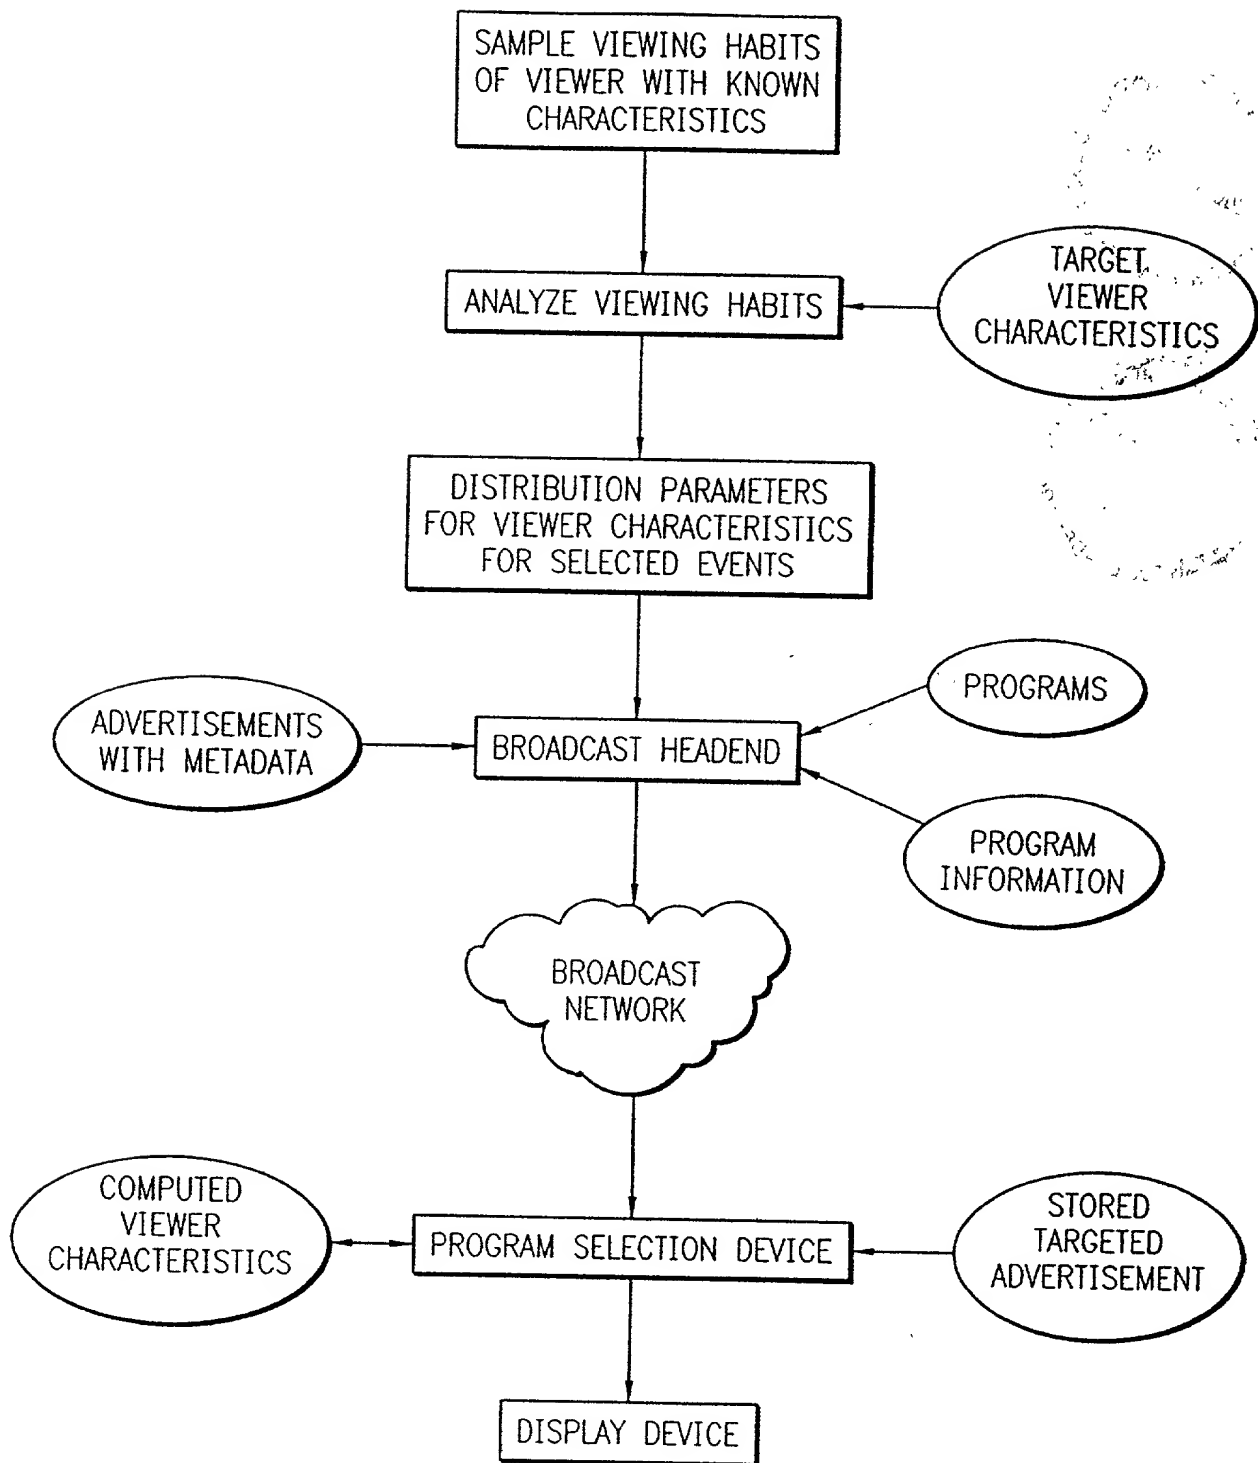 SAMPLE VIEWING HABITS
OF VIEWER WITH KNOWN
CHARACTERISTICS
ANALYZE VIEWING HABITS
TARGET
VIEWER
CHARACTERISTICS
DISTRIBUTION PARAMETERS
FOR VIEWER CHARACTERISTICS
FOR SELECTED EVENTS
ADVERTISEMENTS
WITH METADATA
BROADCAST HEADEND
PROGRAMS
PROGRAM
INFORMATION
BROADCAST
NETWORK
COMPUTED
VIEWER
CHARACTERISTICS
PROGRAM SELECTION DEVICE
STORED
TARGETED
ADVERTISEMENT
DISPLAY DEVICE